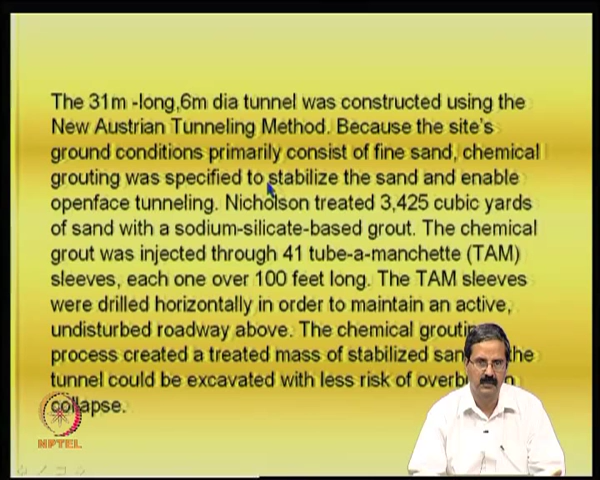 The 31m -long,6m dia tunnel was constructed using the
New Austrian Tunneling Method. Because the site's
ground conditions primarily consist of fine sand, chemical
grouting was specified to stabilize the sand and enable
openface tunneling. Nicholson treated 3,425 cubic yards
of sand with a sodium-silicate-based grout. The chemical
grout was injected through 41 tube-a-manchette (TAM)
sleeves, each one over 100 feet long. The TAM sleeves
were drilled horizontally in order to maintain an active,
undisturbed roadway above. The chemical
process created a treated mass of stabilized
tunnel could be excavated with less risk of
collapse.
NPTEL